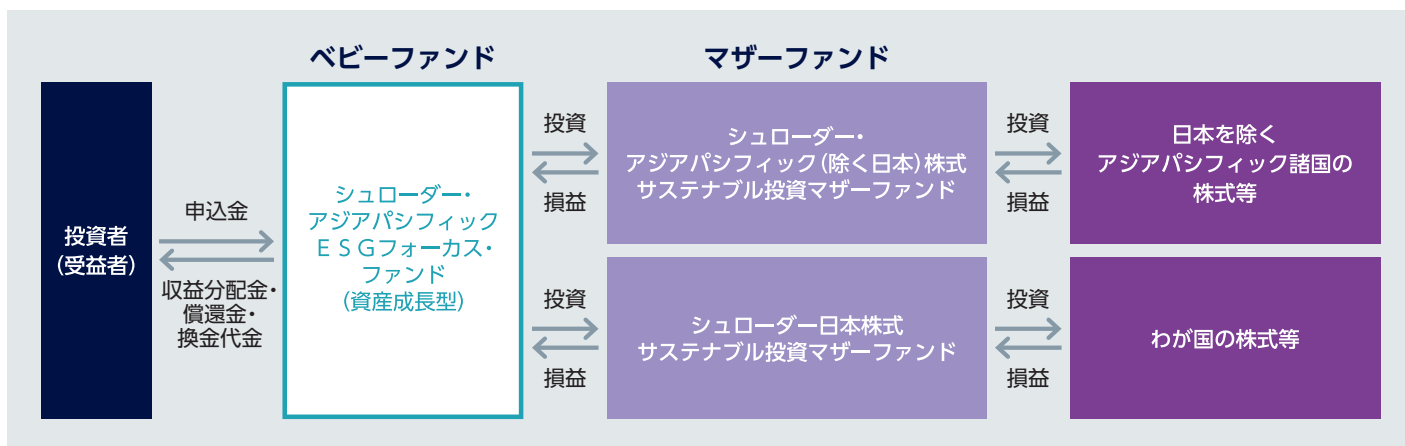 ベビーファンド
マザーファンド
投資者
(受益者)
申込金
収益分配金・
償還金・
換金代金
シュローダー・
アジアパシフィック
ＥＳＧフォーカス・
ファンド
(資産成長型)
投資
損益
シュローダー・
アジアパシフィック(除く日本)株式
サステナブル投資マザーファンド
投資
損益
日本を除く
アジアパシフィック諸国の
株式等
投資
損益
シュローダー日本株式
サステナブル投資マザーファンド
投資
損益
わが国の株式等